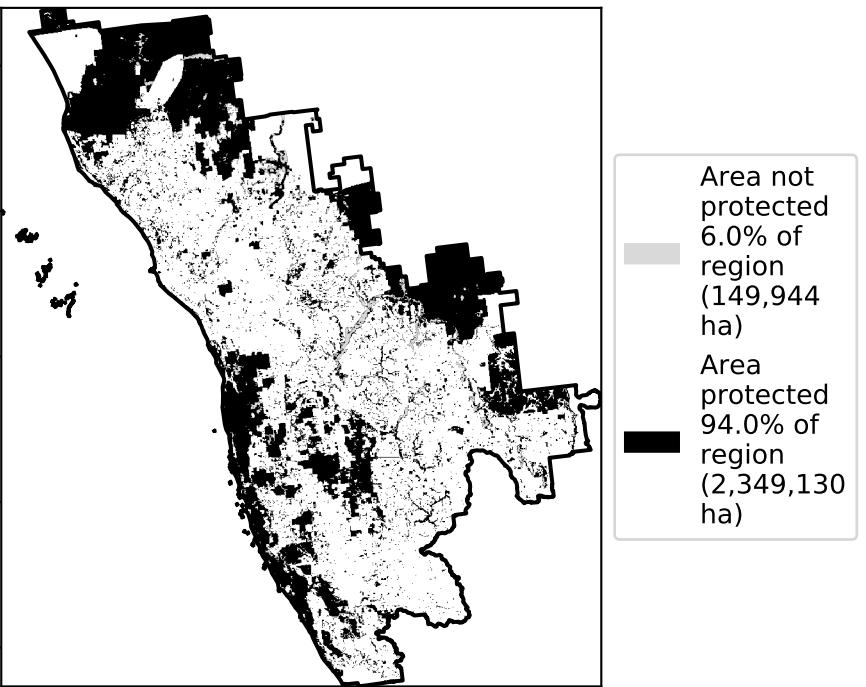 Area not
protected
6.0% of
region
(149,944
ha)
Area
protected
94.0% of
region
(2,349,130
ha)